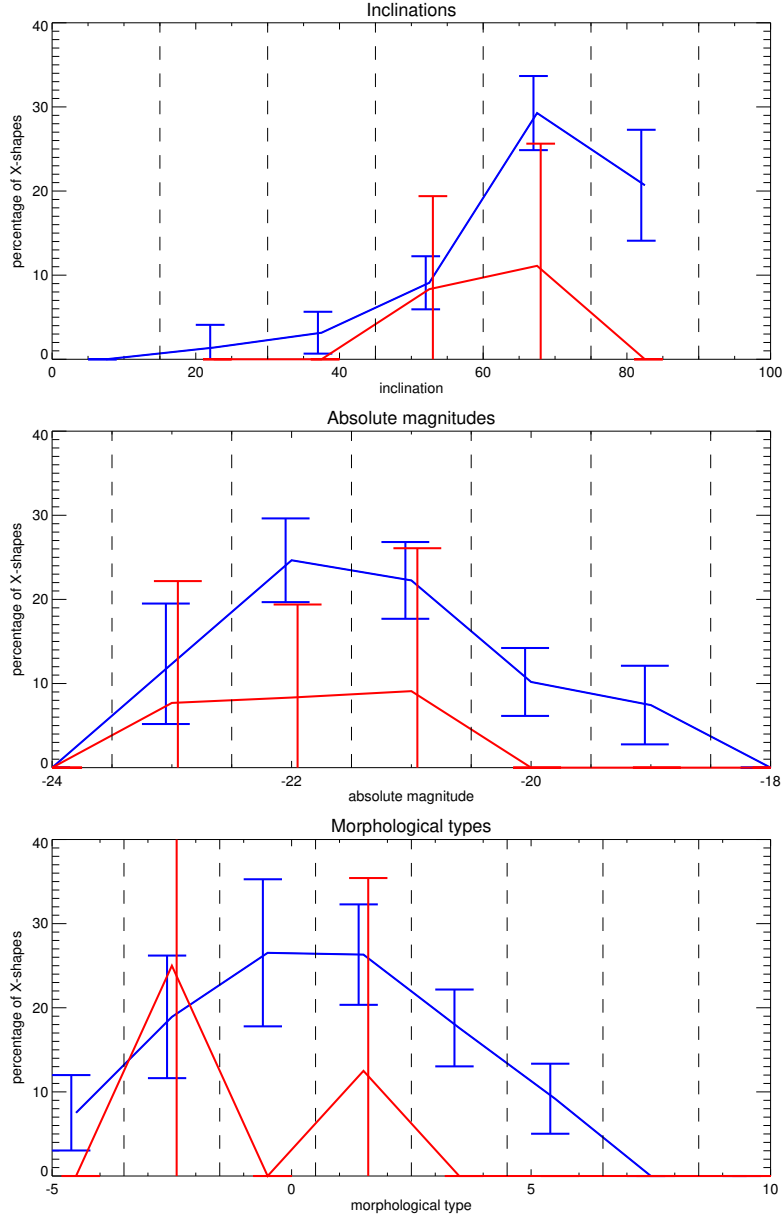 Inclinations
40
30
20
10
0
percentage of X-shapes
0 20 40 60 80 100
inclination
Absolute magnitudes
40
30
20
10
0
percentage of X-shapes
-24 -22 -20 -18
absolute magnitude
Morphological types
40
30
20
10
0
percentage of X-shapes
-5 0 5 10
morphological type